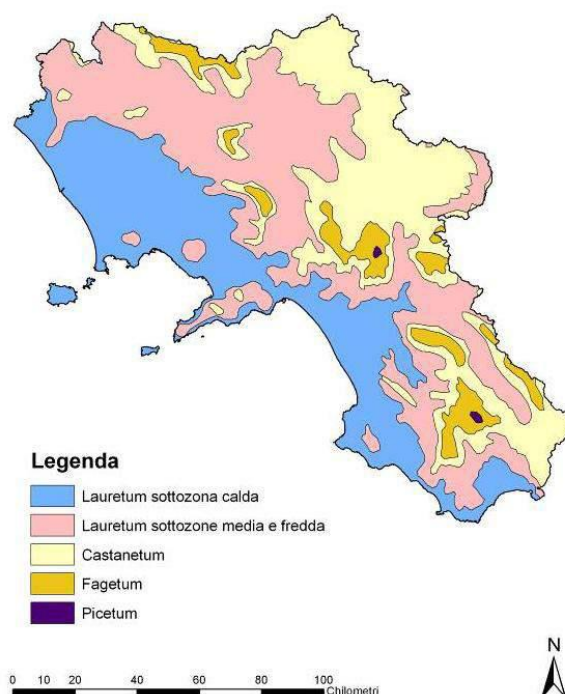 Legenda
Lauretum sottozona calda
Lauretum sottozone media e fredda
Castanetum
Fagetum
Picetum
N
0 10 20 40 60 80 100
Chilometri